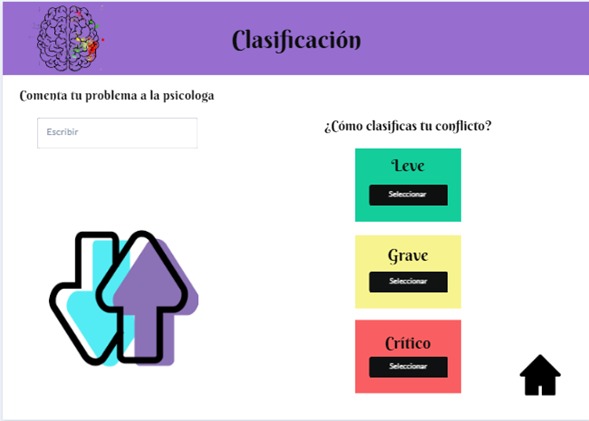 Clasificación
Comenta tu problema a la psicologa
Escribir
¿Cómo clasificas tu conflicto?
Leve
Seleccionar
Grave
Seleccionar
Crítico
Seleccionar